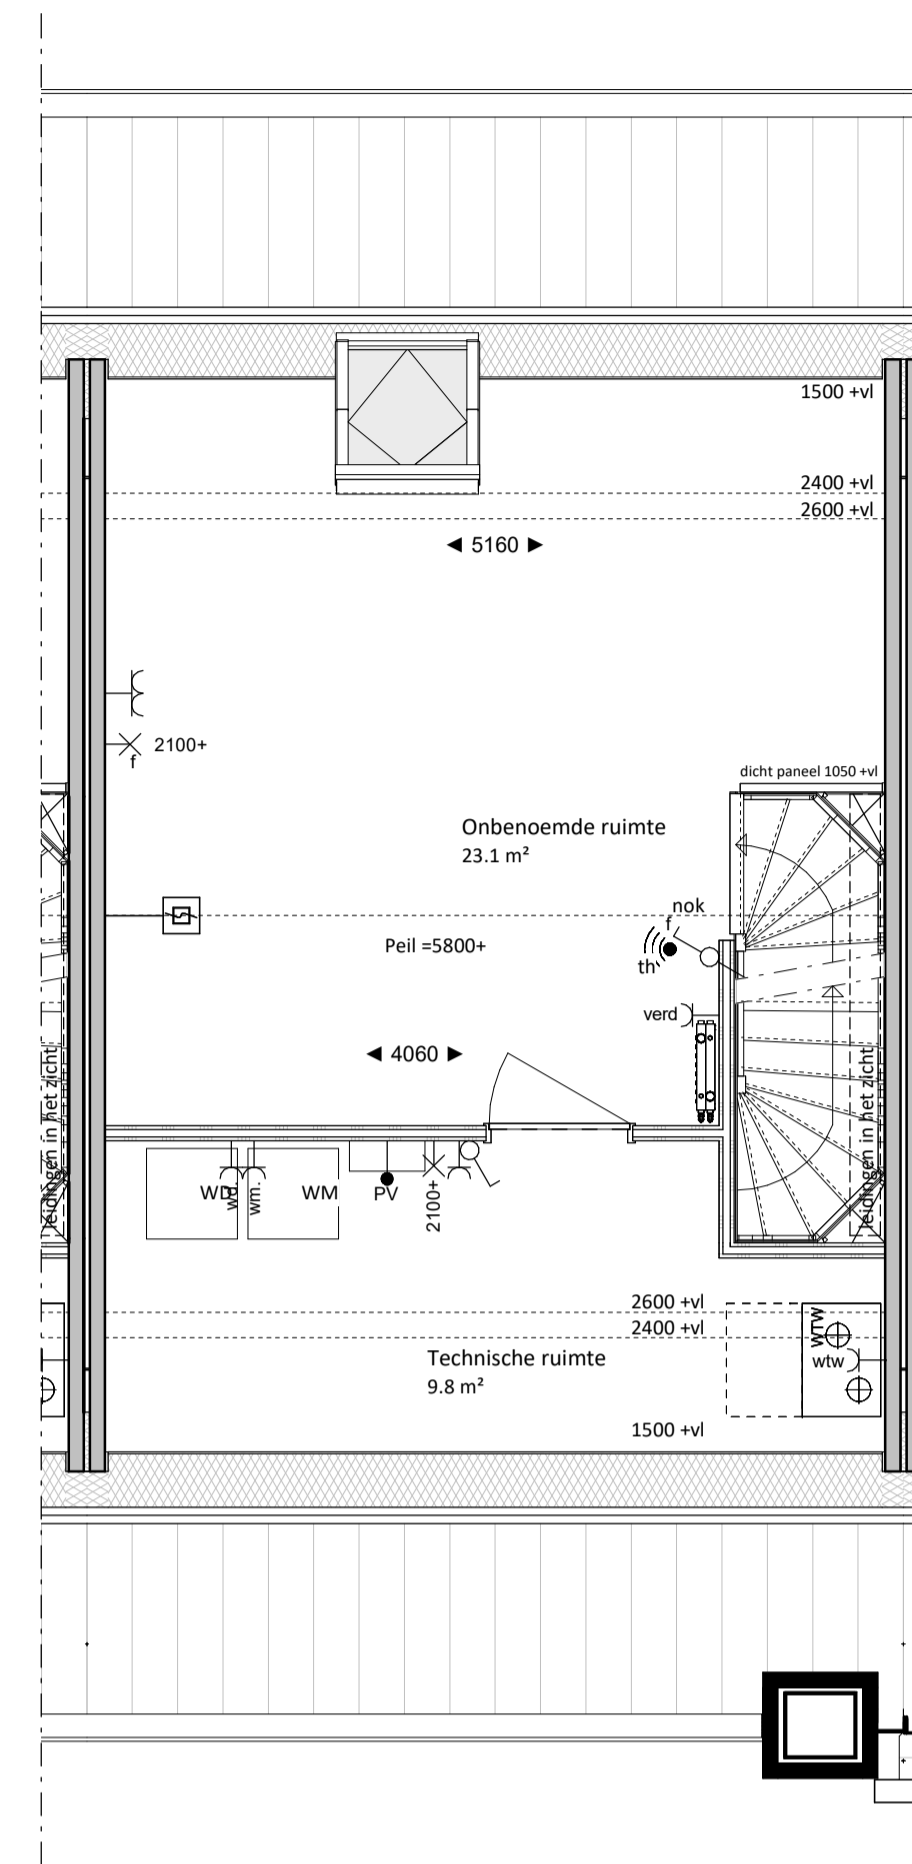 1500 +vl
2400 +vl
2600 +vl
◄ 5160 ►
2100+
f
dicht paneel 1050 +vl
Onbenoemde ruimte
23.1 m²
nok
f
th
Peil =5800+
verd
◄ 4060 ►
leidingen in het zicht
leidingen in het zicht
WD
wd.
wm.
WM
PV
2100+
2600 +vl
2400 +vl
WTW
wtw
Technische ruimte
9.8 m²
1500 +vl